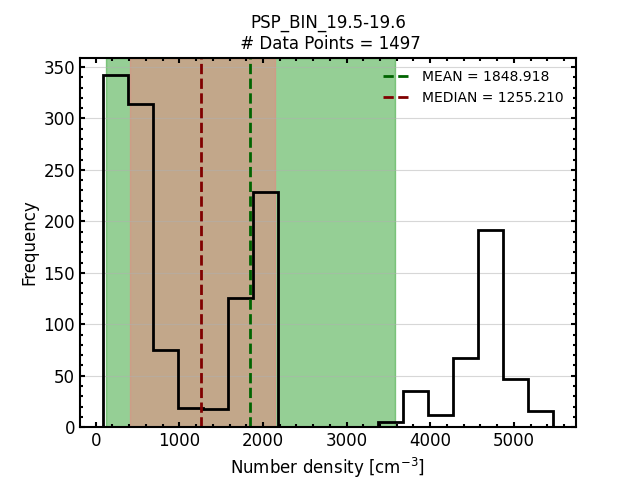 PSP_BIN_19.5-19.6
# Data Points = 1497
MEAN = 1848.918
MEDIAN = 1255.210
350
300
250
200
150
100
50
0
Frequency
0 1000 2000 3000 4000 5000
Number density [cm⁻³]